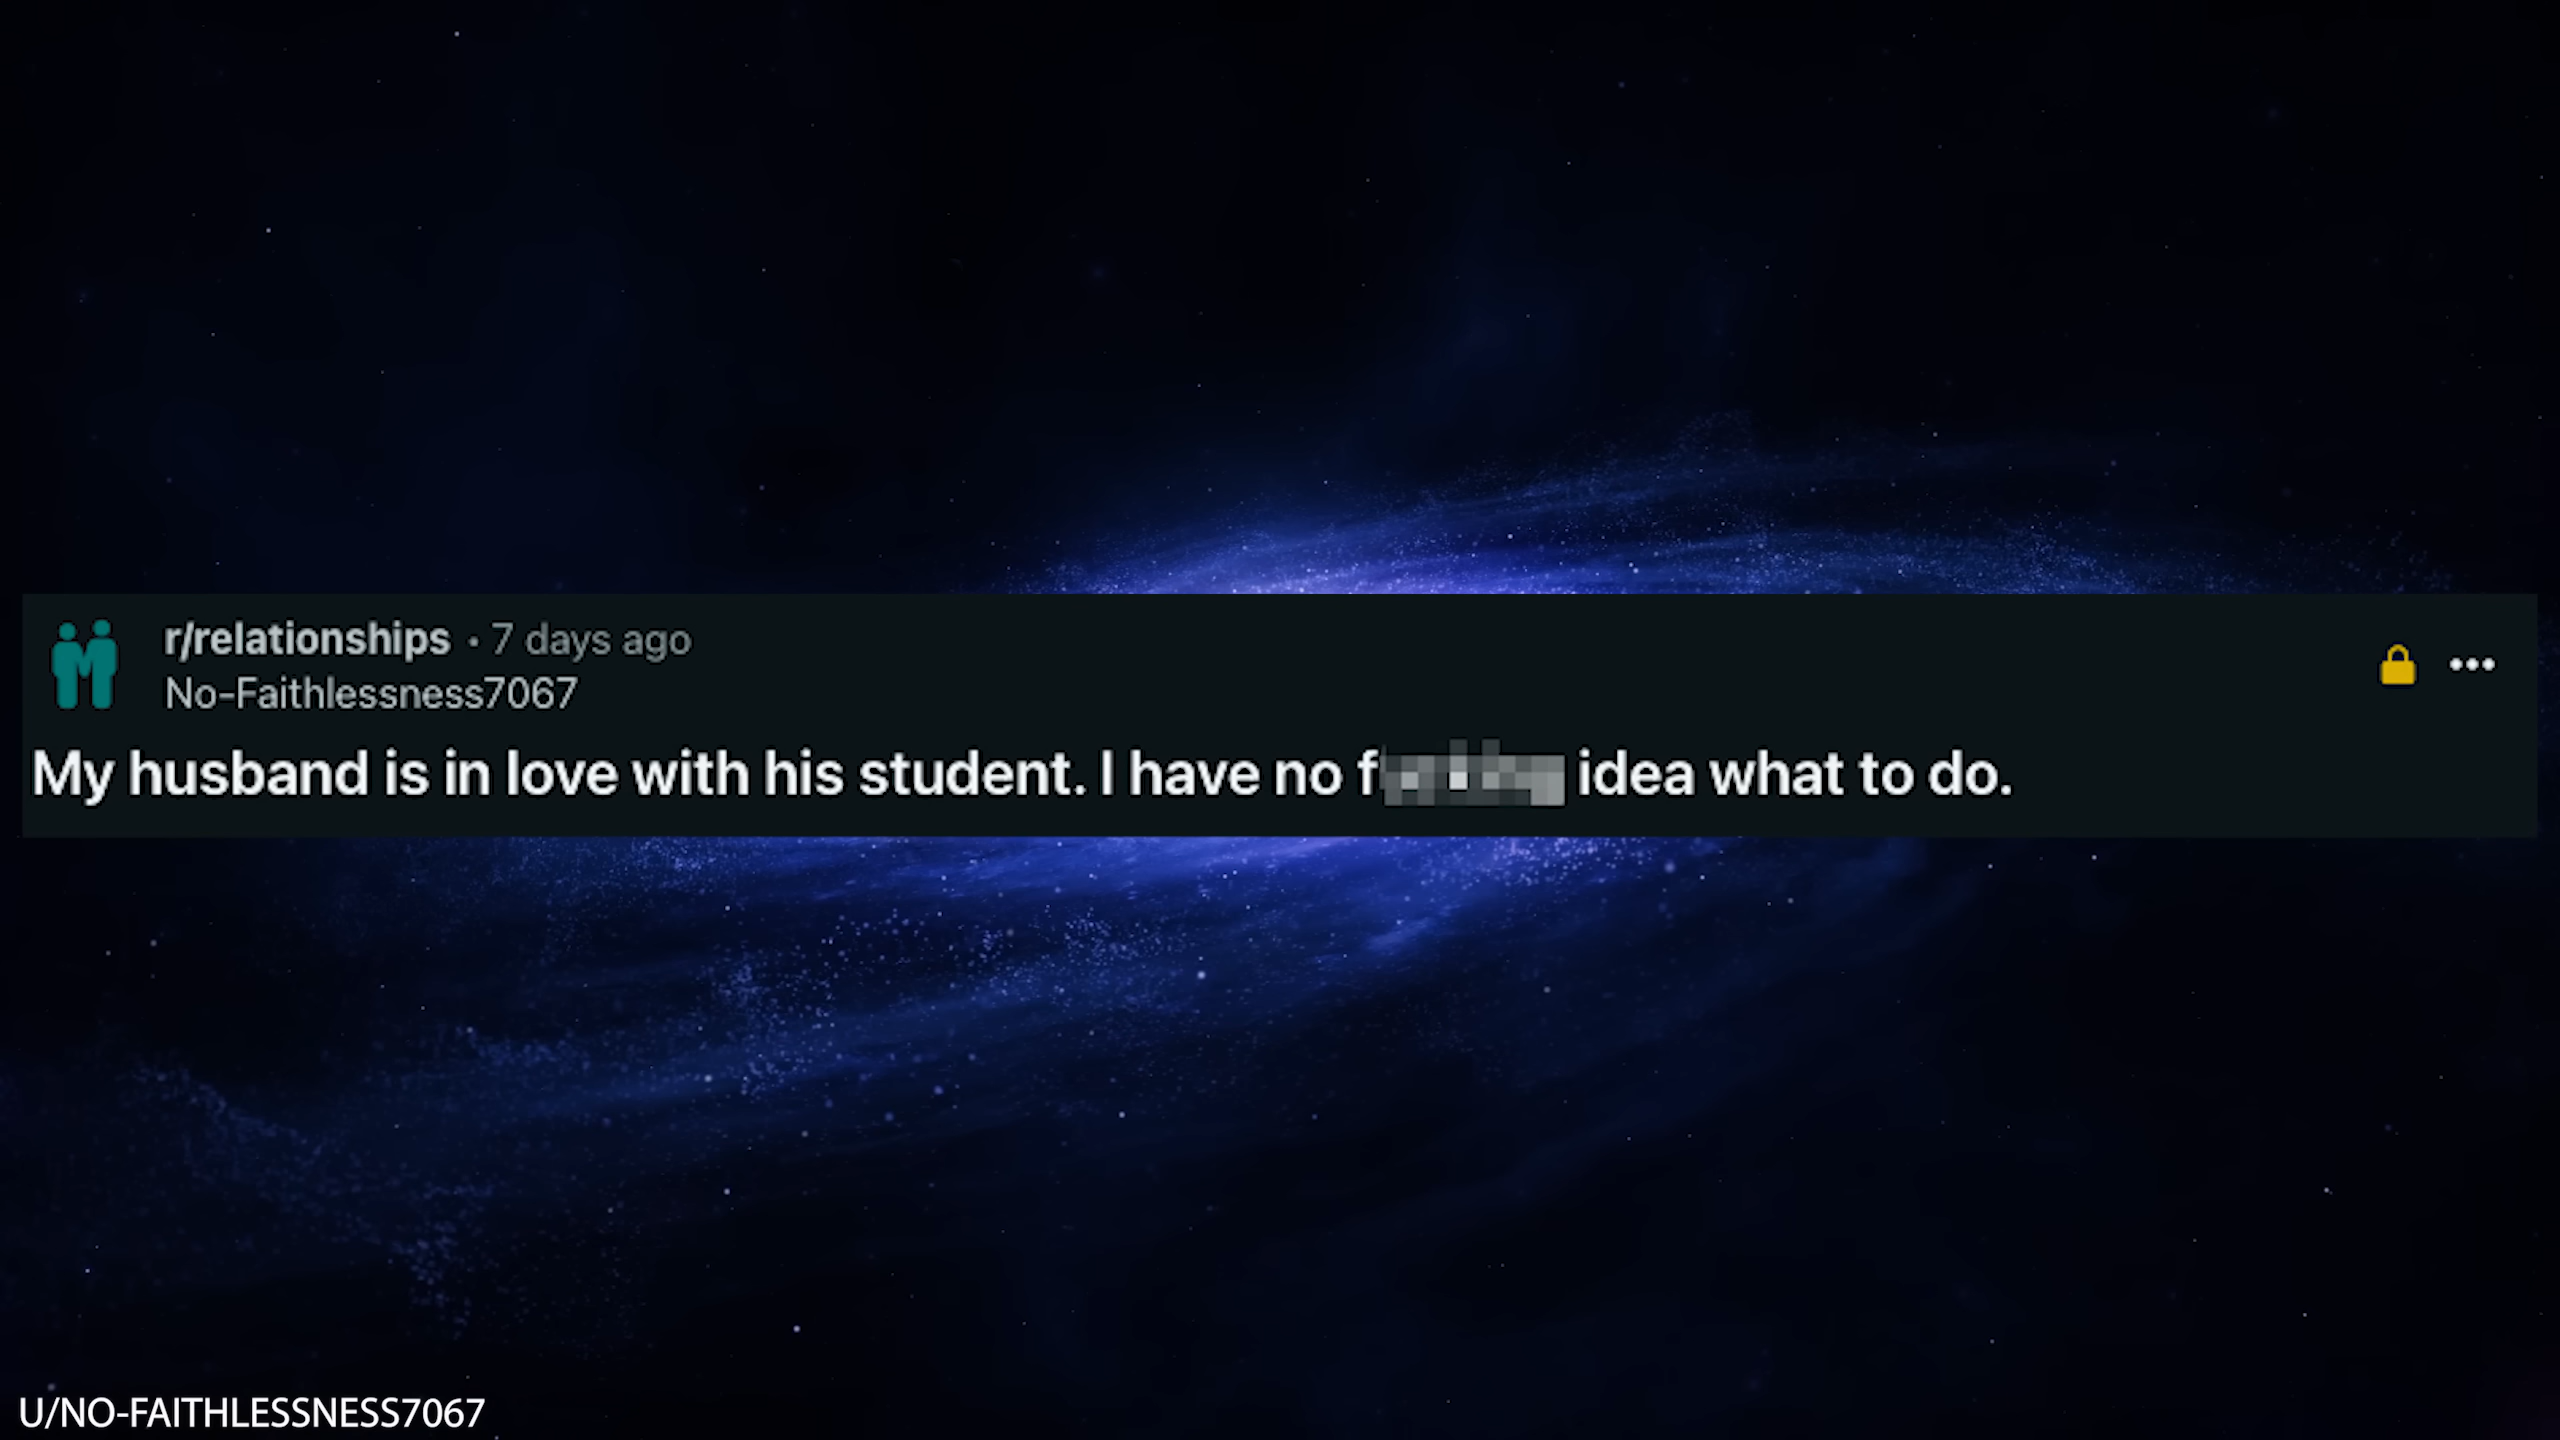 r/relationships · 7 days ago
No-Faithlessness7067
My husband is in love with his student. I have no f idea what to do.
U/NO-FAITHLESSNESS7067